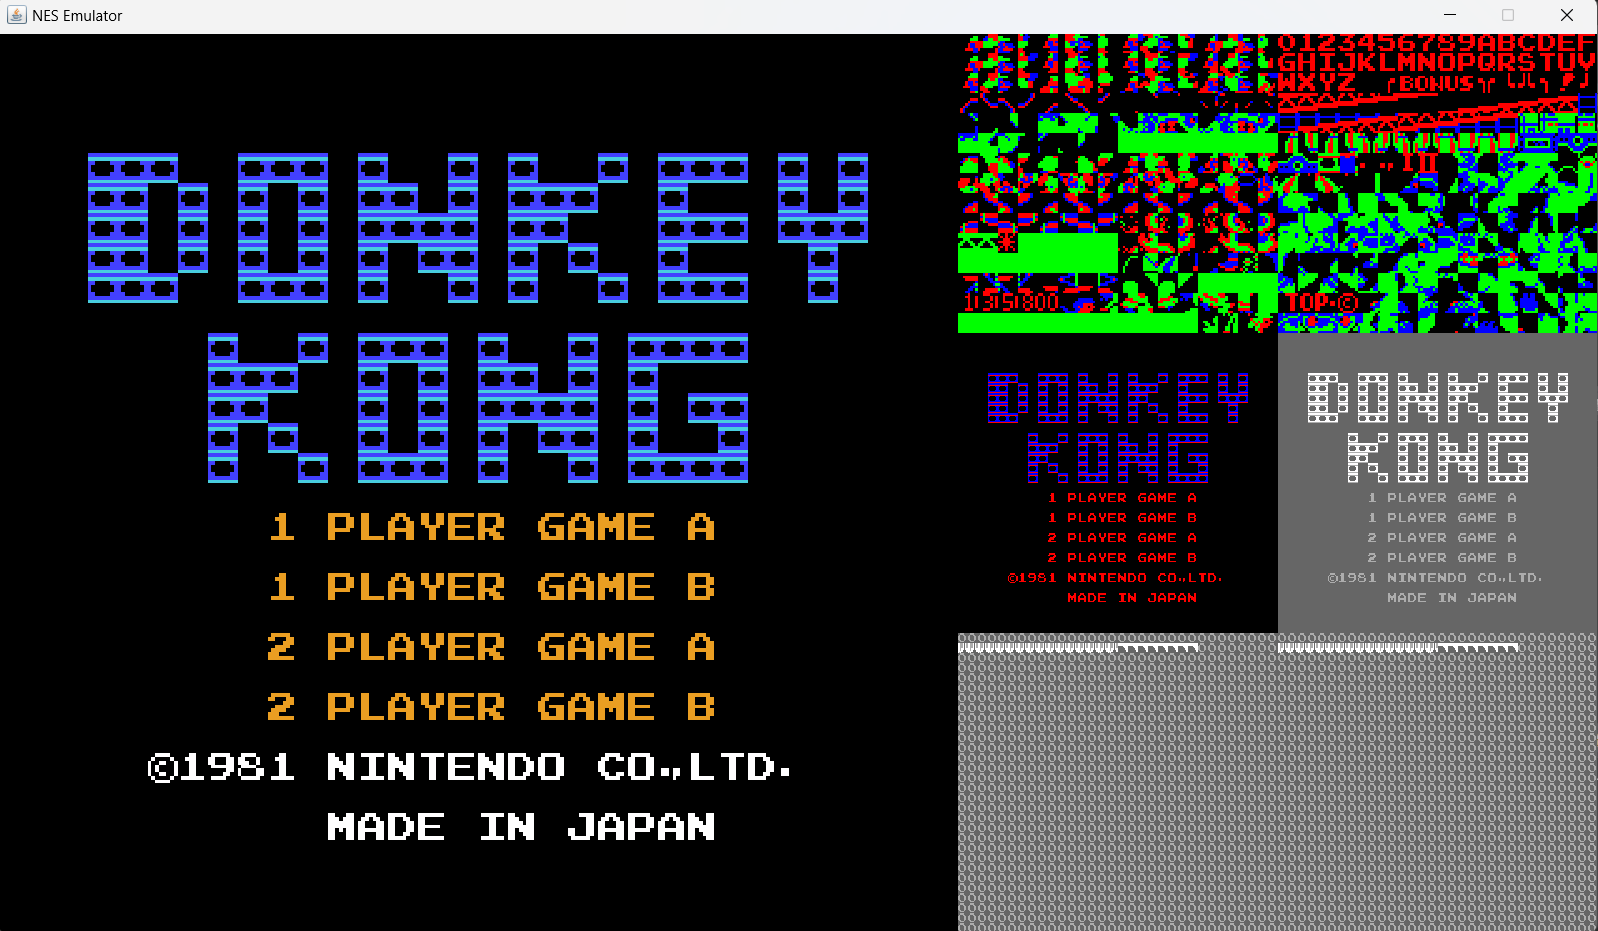 NES Emulator
DONKEY
KONG
1 PLAYER GAME A
1 PLAYER GAME B
2 PLAYER GAME A
2 PLAYER GAME B
©1981 NINTENDO CO.,LTD.
MADE IN JAPAN
0123456789ABCDEF
GHIJKLMNOPQRSTUV
WXYZ
BONUS
TOP
©
DONKEY
KONG
1 PLAYER GAME A
1 PLAYER GAME B
2 PLAYER GAME A
2 PLAYER GAME B
©1981 NINTENDO CO.,LTD.
MADE IN JAPAN
DONKEY
KONG
1 PLAYER GAME A
1 PLAYER GAME B
2 PLAYER GAME A
2 PLAYER GAME B
©1981 NINTENDO CO.,LTD.
MADE IN JAPAN